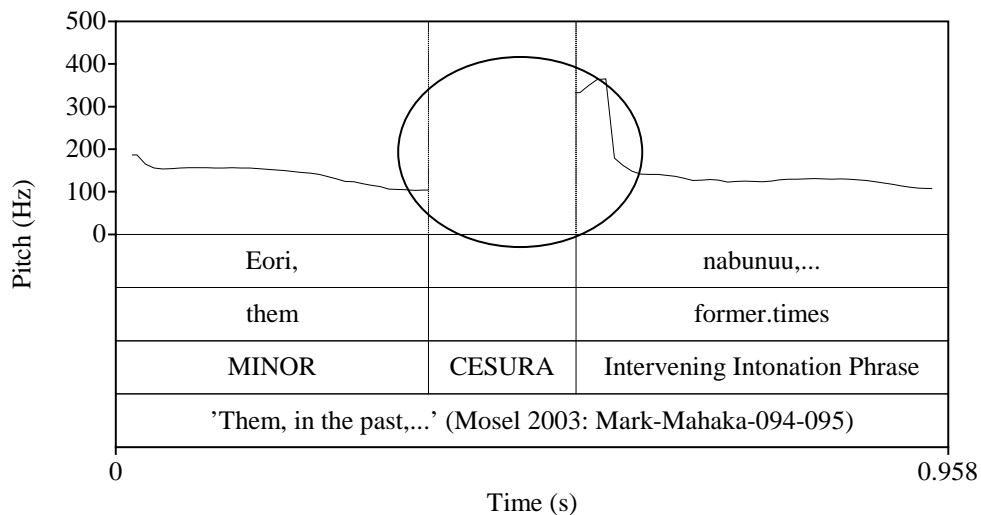 500
400
300
200
100
0
Pitch (Hz)
Eori, nabunuu,...
them former.times
MINOR CESURA Intervening Intonation Phrase
’Them, in the past,...’ (Mosel 2003: Mark-Mahaka-094-095)
0 0.958
Time (s)